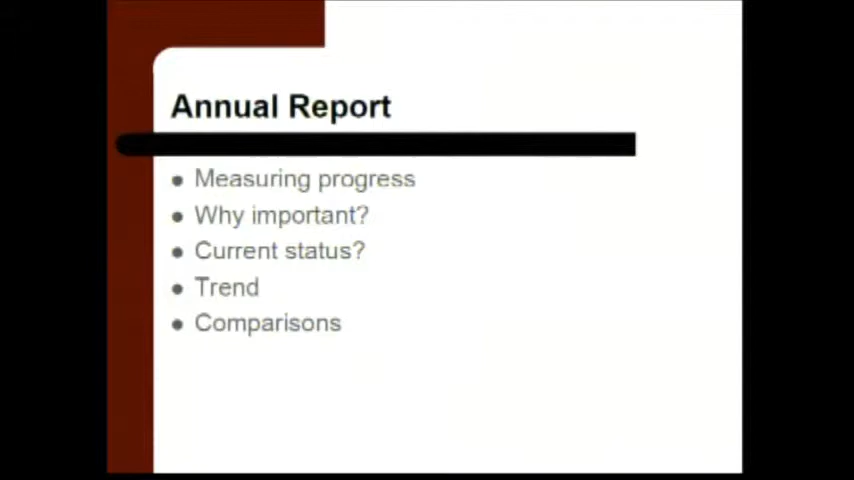 Annual Report
Measuring progress
Why important?
Current status?
Trend
Comparisons